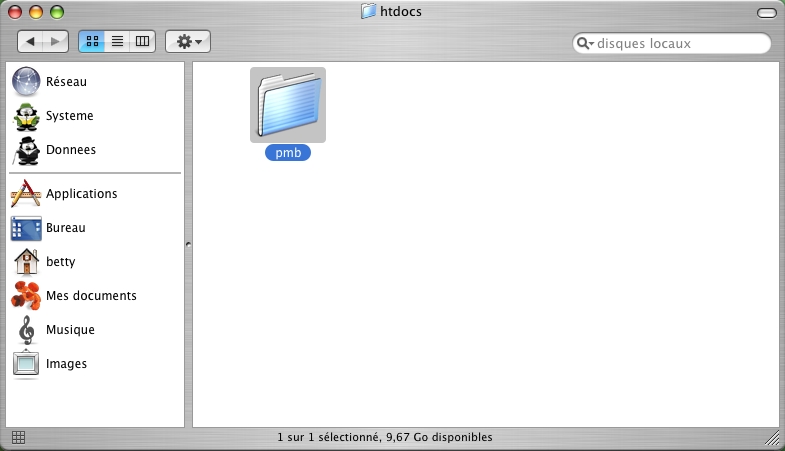 htdocs
disques locaux
Réseau
Systeme
Donnees
Applications
Bureau
betty
Mes documents
Musique
Images
pmb
1 sur 1 sélectionné, 9,67 Go disponibles